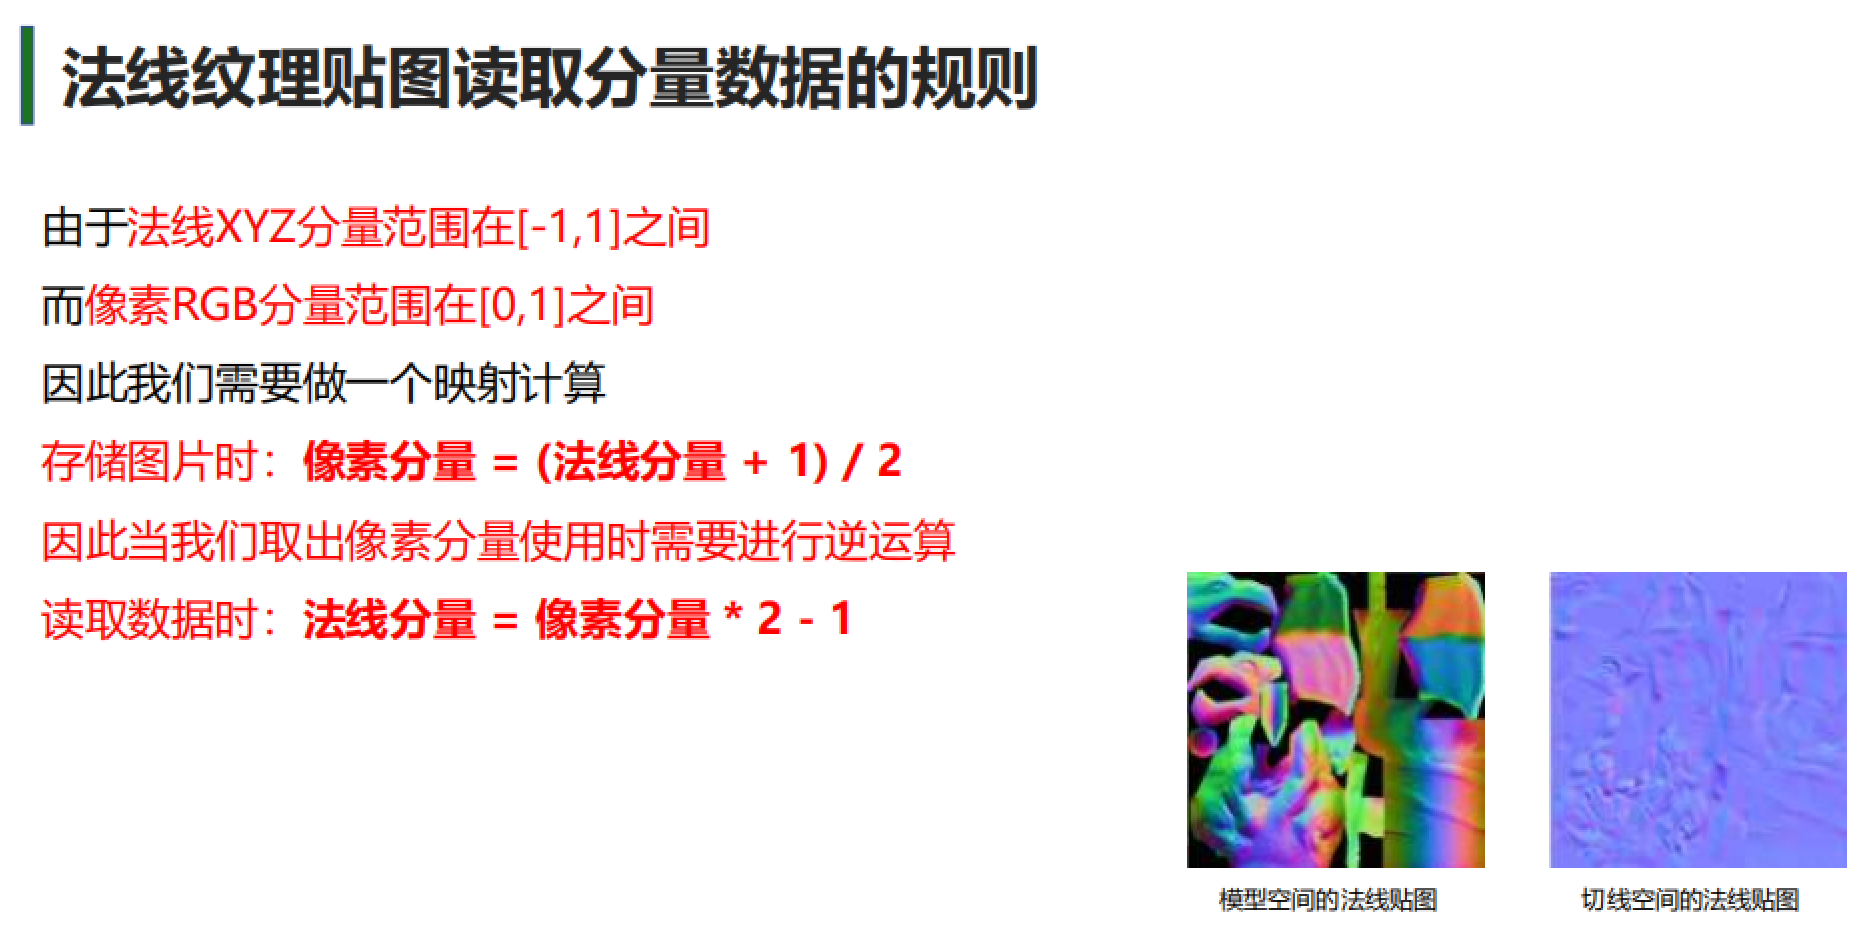 法线纹理贴图读取分量数据的规则
由于法线XYZ分量范围在[-1,1]之间
而像素RGB分量范围在[0,1]之间
因此我们需要做一个映射计算
存储图片时：像素分量 = (法线分量 + 1) / 2
因此当我们取出像素分量使用时需要进行逆运算
读取数据时：法线分量 = 像素分量 * 2 - 1
模型空间的法线贴图
切线空间的法线贴图